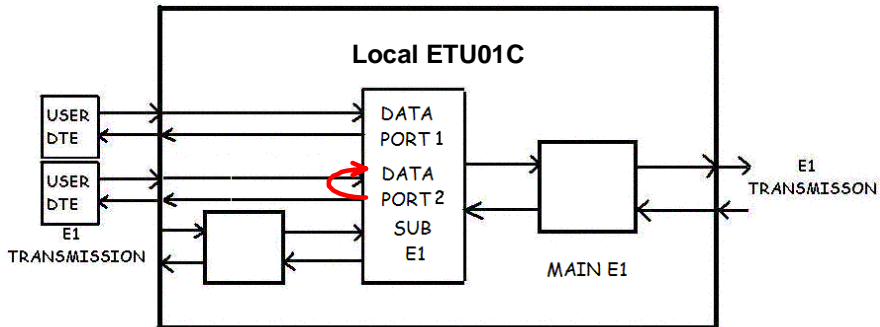 Local ETU01C
USER
DTE
USER
DTE
E1
TRANSMISSION
DATA
PORT 1
DATA
PORT 2
SUB
E1
MAIN E1
E1
TRANSMISSON